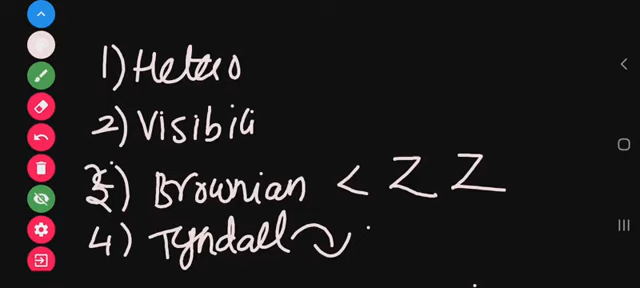 1) Hetero
2) Visibili
3) Brownian < Z Z
4) Tyndall